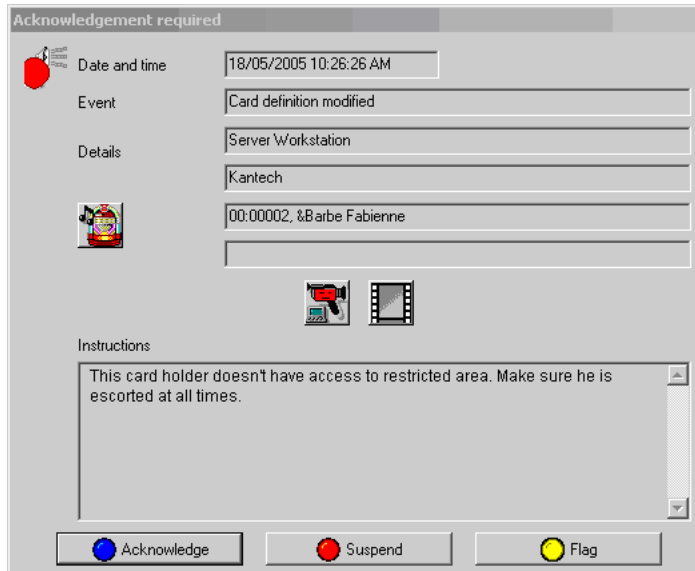 Acknowledgement required
Date and time 18/05/2005 10:26:26 AM
Event Card definition modified
Details Server Workstation
Kantech
00:00002, &Barbe Fabienne
Instructions
This card holder doesn't have access to restricted area. Make sure he is
escorted at all times.
Acknowledge Suspend Flag